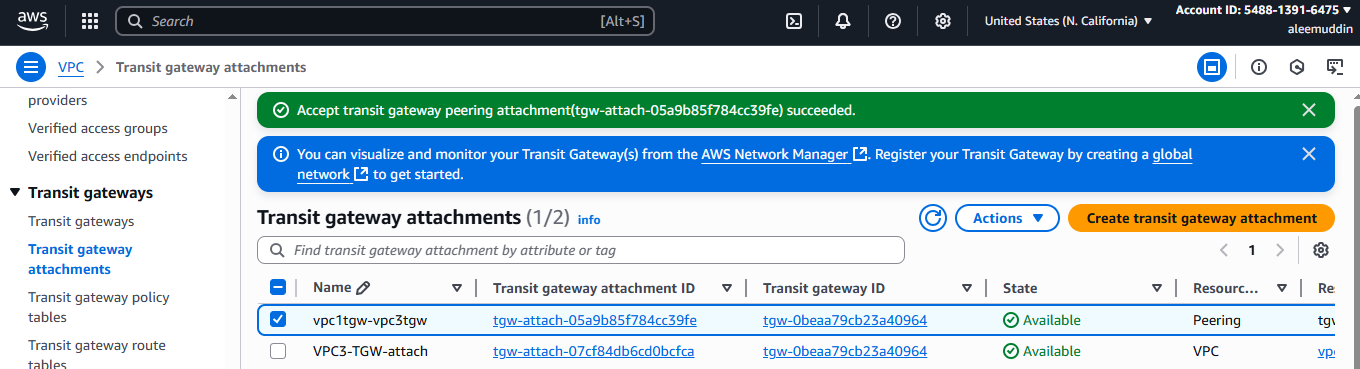 aws
Search
[Alt+S]
United States (N. California)
Account ID: 5488-1391-6475
aleemuddin
VPC
Transit gateway attachments
providers
Verified access groups
Verified access endpoints
Transit gateways
Transit gateways
Transit gateway
attachments
Transit gateway policy
tables
Transit gateway route
tables
Accept transit gateway peering attachment(tgw-attach-05a9b85f784cc39fe) succeeded.
You can visualize and monitor your Transit Gateway(s) from the AWS Network Manager. Register your Transit Gateway by creating a global
network to get started.
Transit gateway attachments (1/2) info
Actions
Create transit gateway attachment
Find transit gateway attachment by attribute or tag
1
Name
Transit gateway attachment ID
Transit gateway ID
State
Resourc...
Res
vpc1tgw-vpc3tgw
tgw-attach-05a9b85f784cc39fe
tgw-0beaa79cb23a40964
Available
Peering
tgw
VPC3-TGW-attach
tgw-attach-07cf84db6cd0bcfca
tgw-0beaa79cb23a40964
Available
VPC
vpc